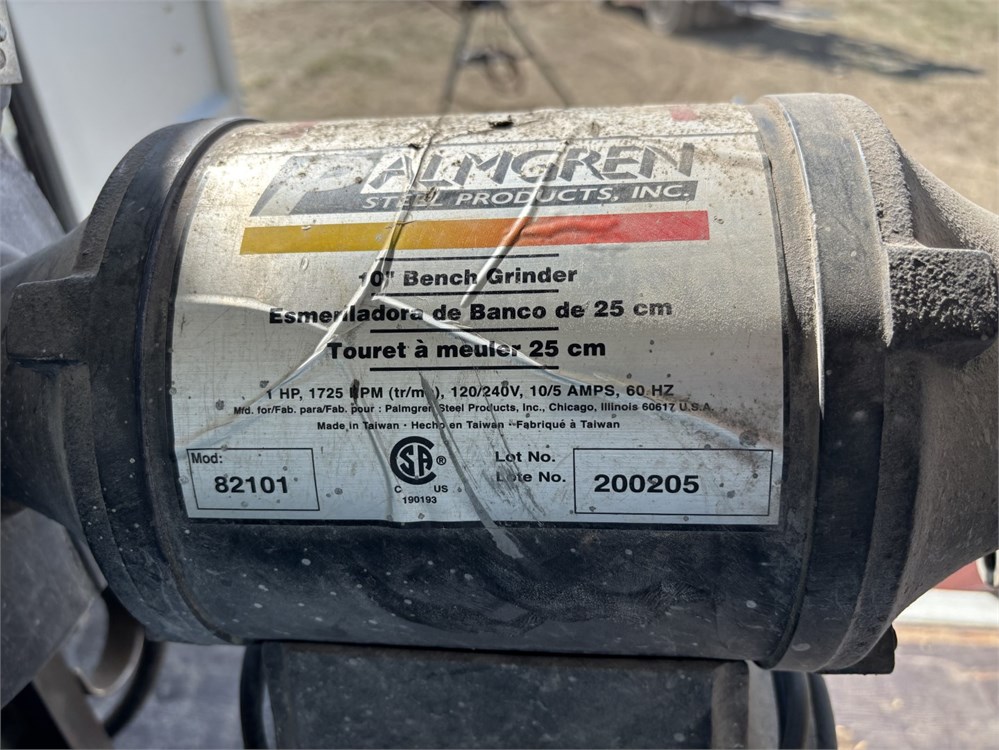 PALMGREN
STEEL PRODUCTS, INC.
10" Bench Grinder
Esmeriladora de Banco de 25 cm
Touret à meuler 25 cm
1 HP, 1725 RPM (tr/min), 120/240V, 10/5 AMPS, 60 HZ
Mfd. for/Fab. para/Fab. pour : Palmgren Steel Products, Inc., Chicago, Illinois 60617 U.S.A.
Made in Taiwan · Hecho en Taiwan · Fabriqué à Taiwan
Mod:
82101
SA ®
C US
190193
Lot No.
Lote No.
200205